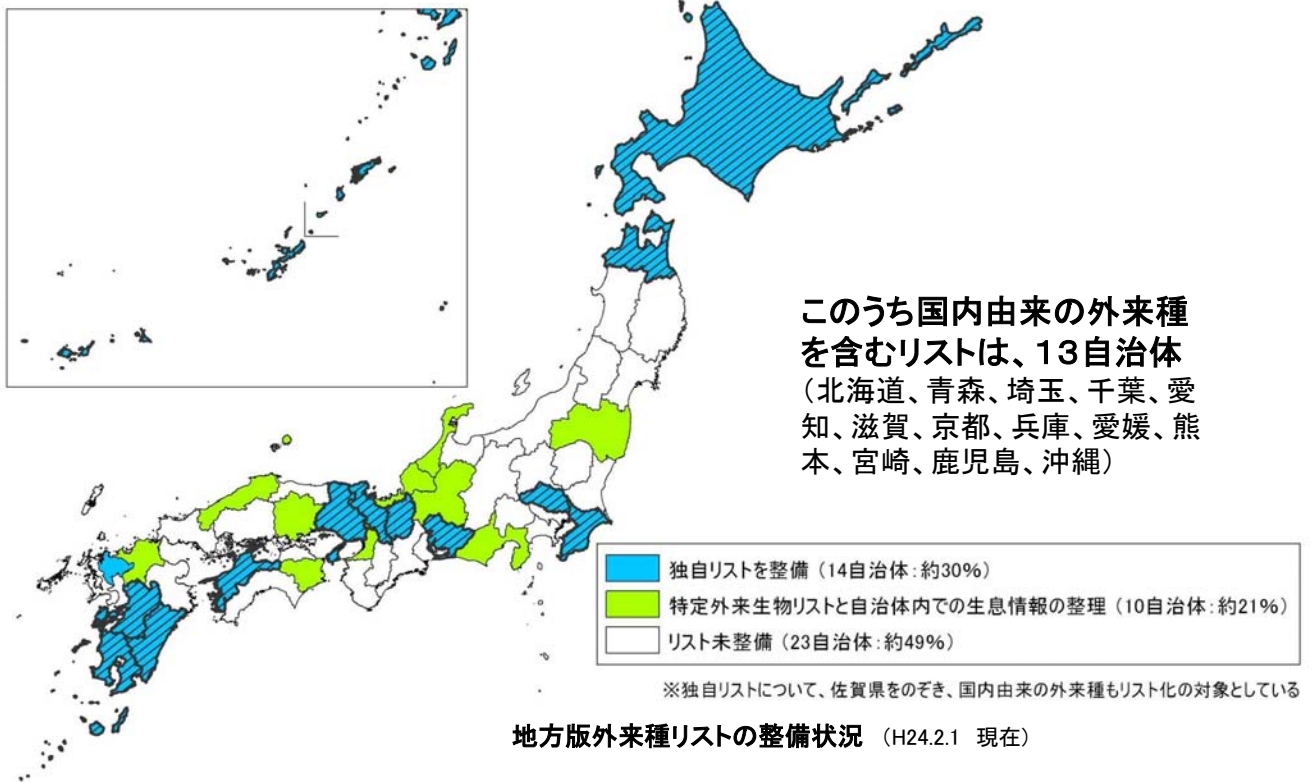 このうち国内由来の外来種
を含むリストは、13自治体
（北海道、青森、埼玉、千葉、愛
知、滋賀、京都、兵庫、愛媛、熊
本、宮崎、鹿児島、沖縄）
独自リストを整備（14自治体：約30%）
特定外来生物リストと自治体内での生息情報の整理（10自治体：約21%）
リスト未整備（23自治体：約49%）
※独自リストについて、佐賀県をのぞき、国内由来の外来種もリスト化の対象としている
地方版外来種リストの整備状況 （H24.2.1 現在）